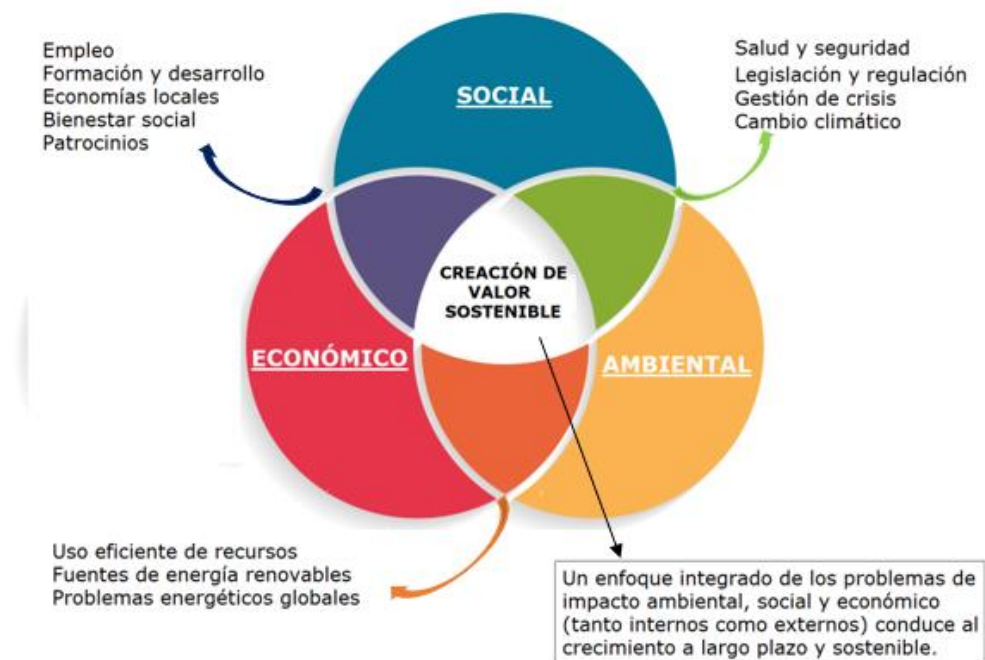 Empleo
Formación y desarrollo
Economías locales
Bienestar social
Patrocinios
SOCIAL
Salud y seguridad
Legislación y regulación
Gestión de crisis
Cambio climático
CREACIÓN DE
VALOR
SOSTENIBLE
ECONÓMICO
AMBIENTAL
Uso eficiente de recursos
Fuentes de energía renovables
Problemas energéticos globales
Un enfoque integrado de los problemas de
impacto ambiental, social y económico
(tanto internos como externos) conduce al
crecimiento a largo plazo y sostenible.